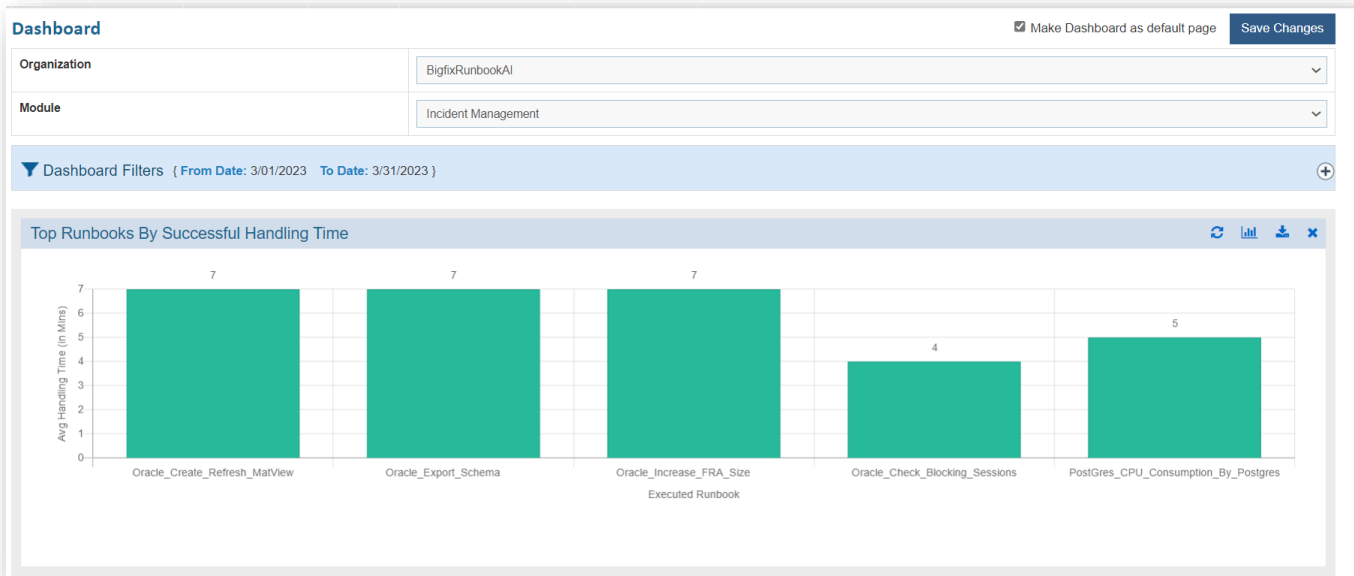 Dashboard
Make Dashboard as default page
Save Changes
Organization
BigfixRunbookAI
Module
Incident Management
Dashboard Filters { From Date: 3/01/2023 To Date: 3/31/2023 }
Top Runbooks By Successful Handling Time
7 7 7 4 5
Avg Handling Time (In Mins)
7
6
5
4
3
2
1
0
Oracle_Create_Refresh_MatView Oracle_Export_Schema Oracle_Increase_FRA_Size Oracle_Check_Blocking_Sessions PostGres_CPU_Consumption_By_Postgres
Executed Runbook